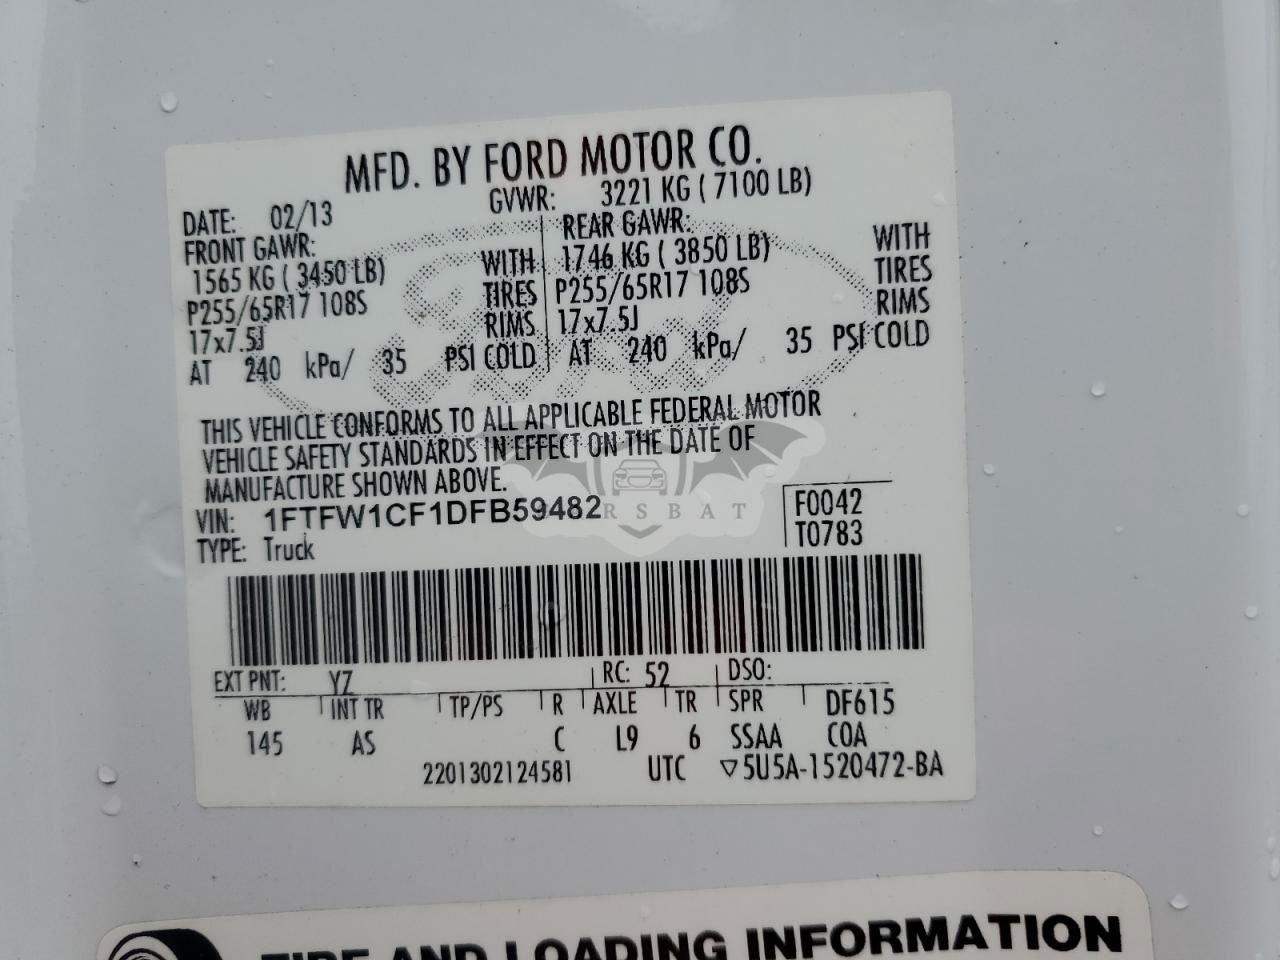 MFD. BY FORD MOTOR CO.
DATE: 02/13 GVWR: 3221 KG ( 7100 LB)
FRONT GAWR: REAR GAWR:
1565 KG ( 3450 LB) WITH 1746 KG ( 3850 LB) WITH
P255/65R17 108S TIRES P255/65R17 108S TIRES
17x7.5J RIMS 17x7.5J RIMS
AT 240 kPa/ 35 PSI COLD AT 240 kPa/ 35 PSI COLD
THIS VEHICLE CONFORMS TO ALL APPLICABLE FEDERAL MOTOR
VEHICLE SAFETY STANDARDS IN EFFECT ON THE DATE OF
MANUFACTURE SHOWN ABOVE.
VIN: 1FTFW1CF1DFB59482 F0042
TYPE: Truck T0783
RSBAT
EXT PNT: YZ RC: 52 DSO:
WB INT TR TP/PS R AXLE TR SPR DF615
145 AS C L9 6 SSAA COA
2201302124581 UTC ▽5U5A-1520472-BA
TIRE AND LOADING INFORMATION